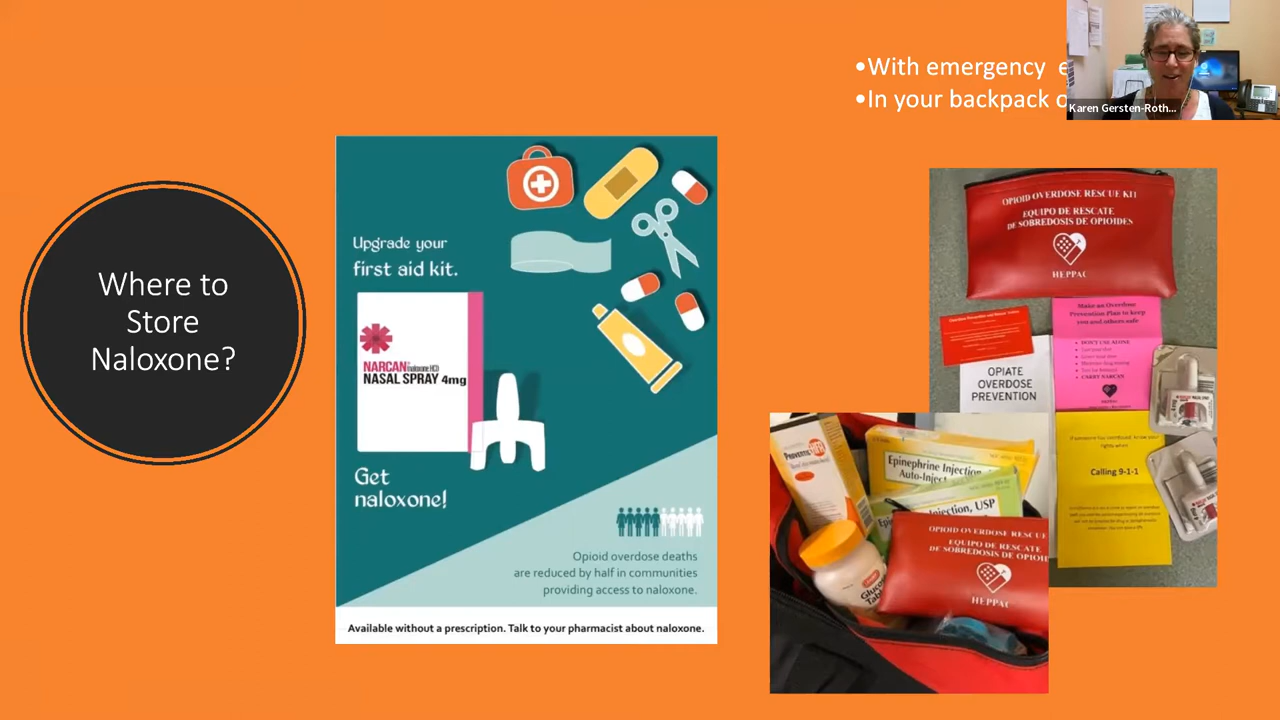 •With emergency
•In your backpack
Karen Gersten-Roth...
Where to
Store
Naloxone?
Upgrade your
first aid kit.
NARCAN naloxone HCl
NASAL SPRAY 4mg
Get
naloxone!
Opioid overdose deaths
are reduced by half in communities
providing access to naloxone.
Available without a prescription. Talk to your pharmacist about naloxone.
OPIOID OVERDOSE RESCUE KIT
EQUIPO DE RESCATE
DE SOBREDOSIS DE OPIOIDES
HEPPAC
Make an Overdose
Prevention Plan to keep
you and others safe
DON'T USE ALONE
CARRY NARCAN
OPIATE
OVERDOSE
PREVENTION
Calling 9-1-1
Epinephrine Injection,
Auto-Inject
Injection, USP
OPIOID OVERDOSE RESCUE
EQUIPO DE RESCATE
DE SOBREDOSIS DE OPIOID
HEPPAC